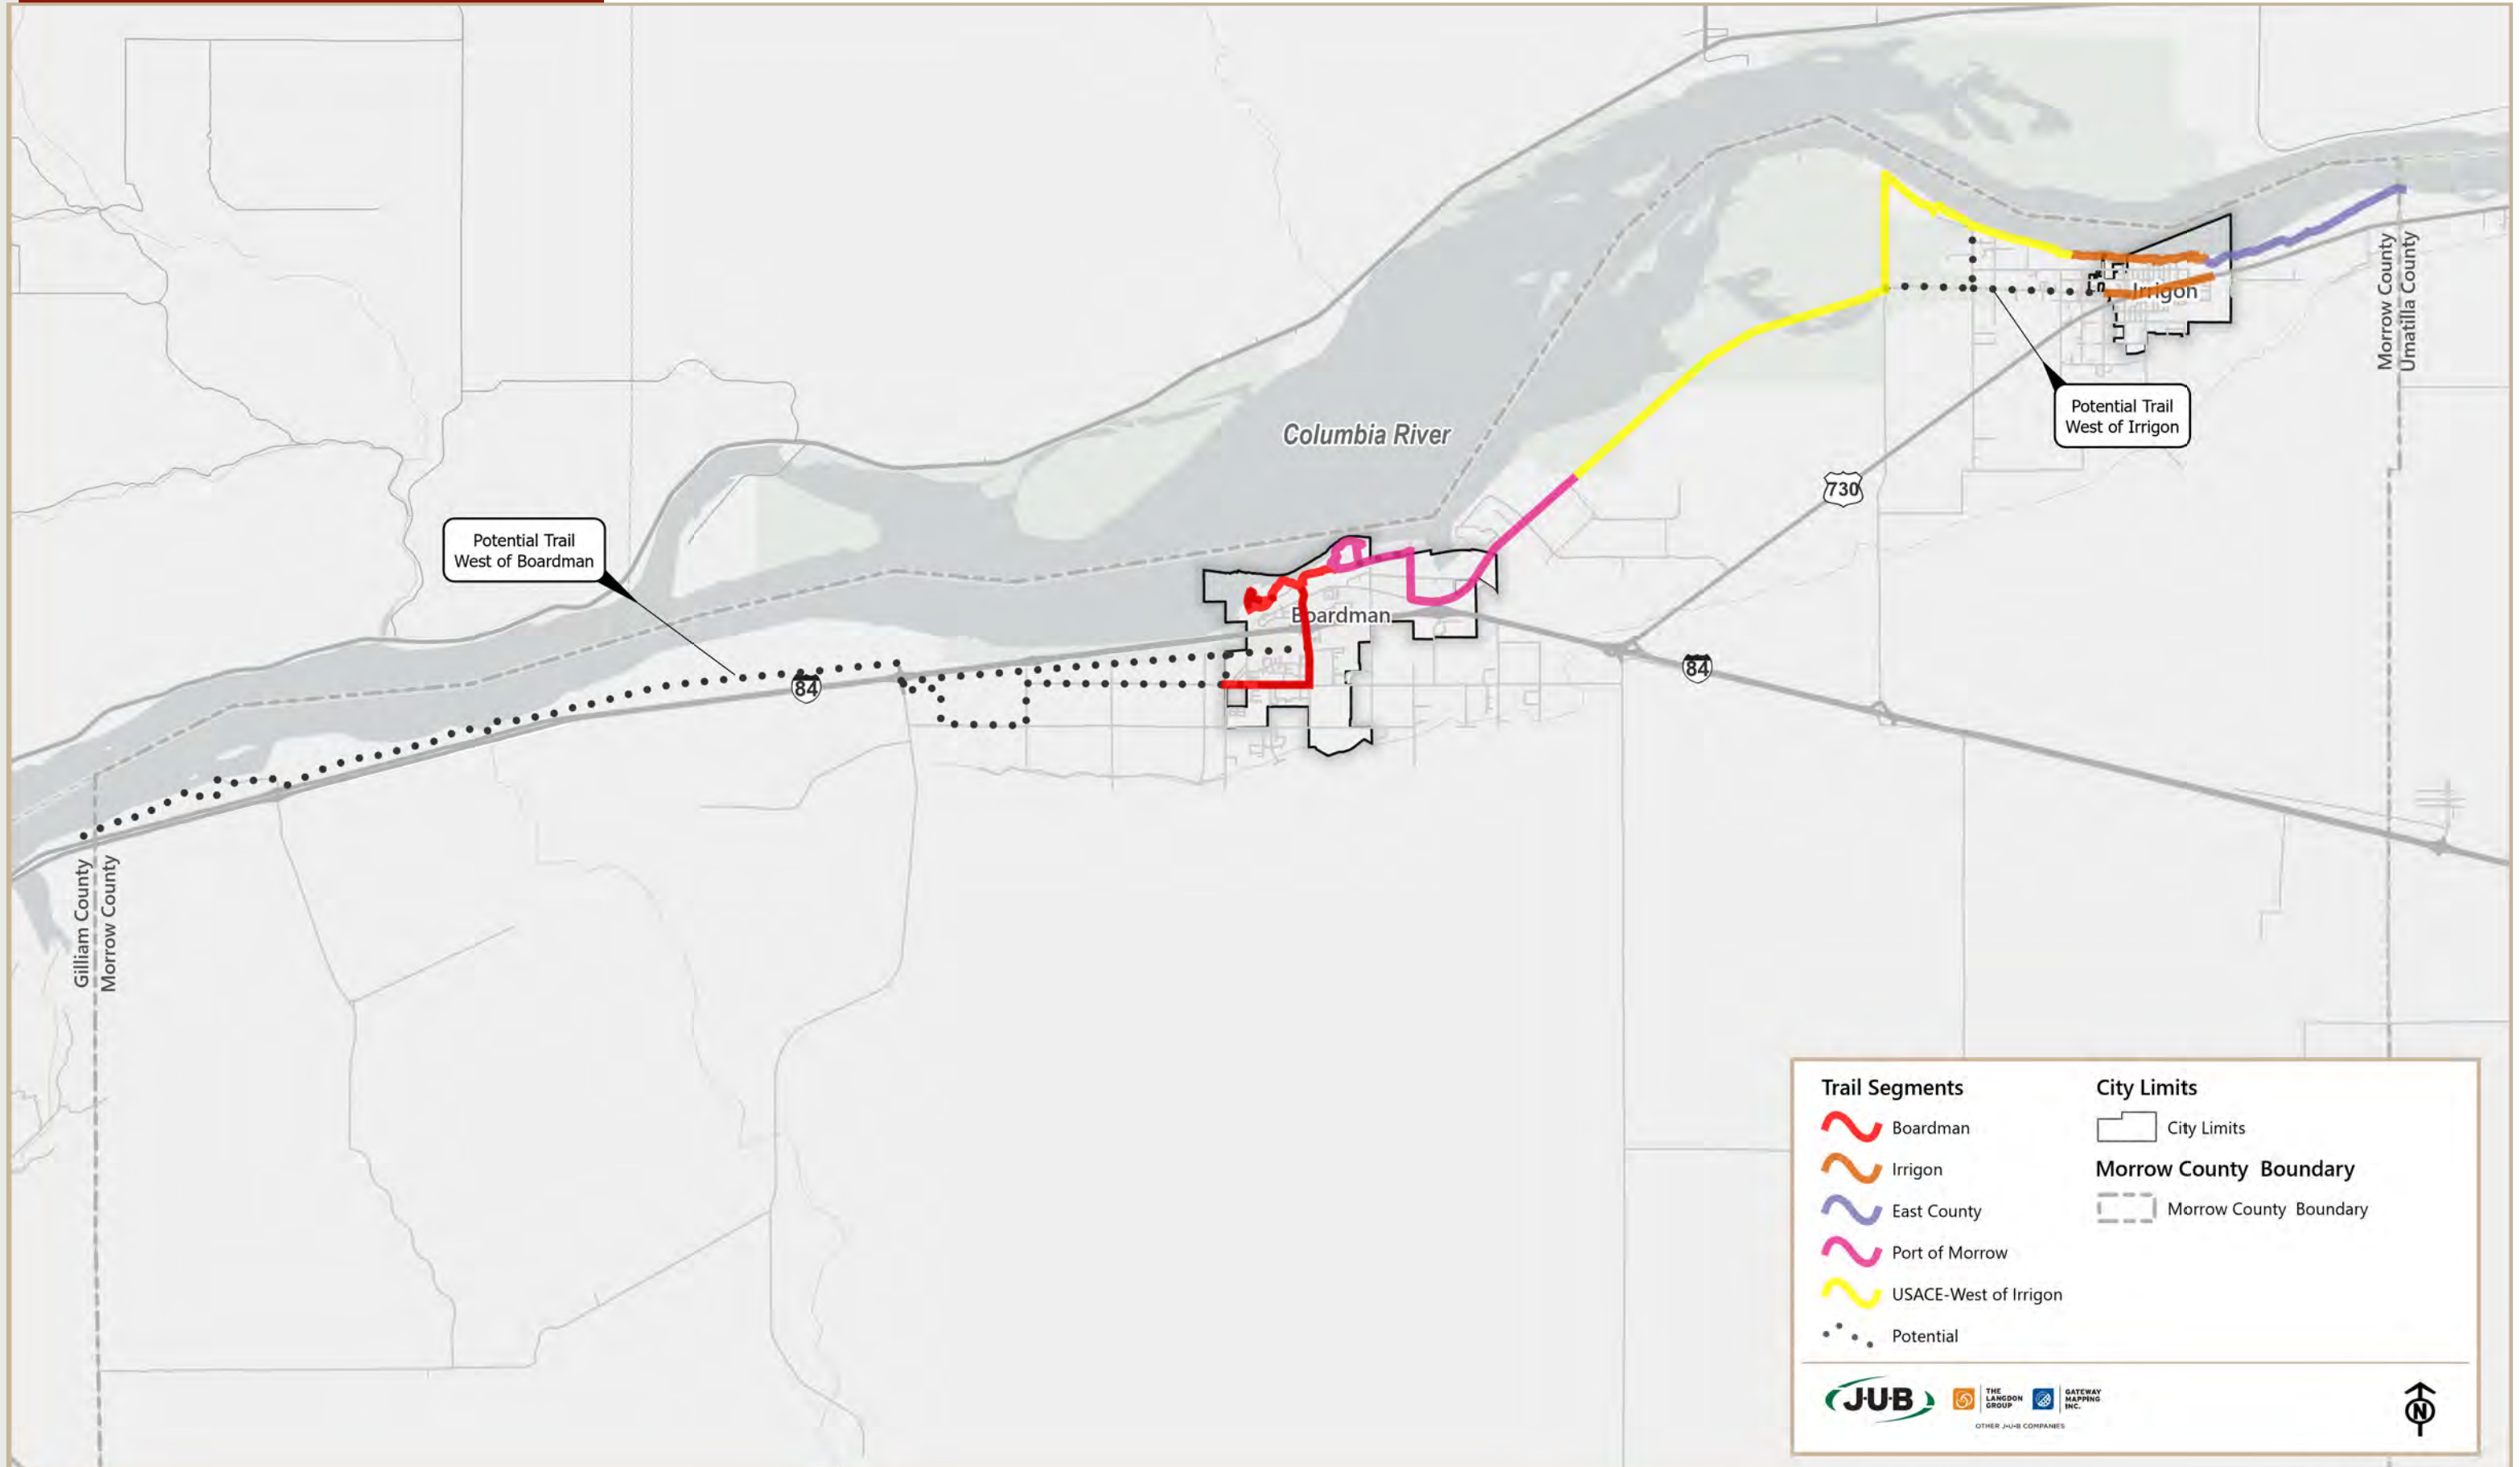 Columbia River
Potential Trail
West of Irrigon
Irrigon
Morrow County
Umatilla County
730
Potential Trail
West of Boardman
Boardman
84
84
Gilliam County
Morrow County
Trail Segments
Boardman
Irrigon
East County
Port of Morrow
USACE-West of Irrigon
Potential
City Limits
City Limits
Morrow County Boundary
Morrow County Boundary
J·U·B
THE
LANGDON
GROUP
GATEWAY
MAPPING
INC.
OTHER J·U·B COMPANIES
N